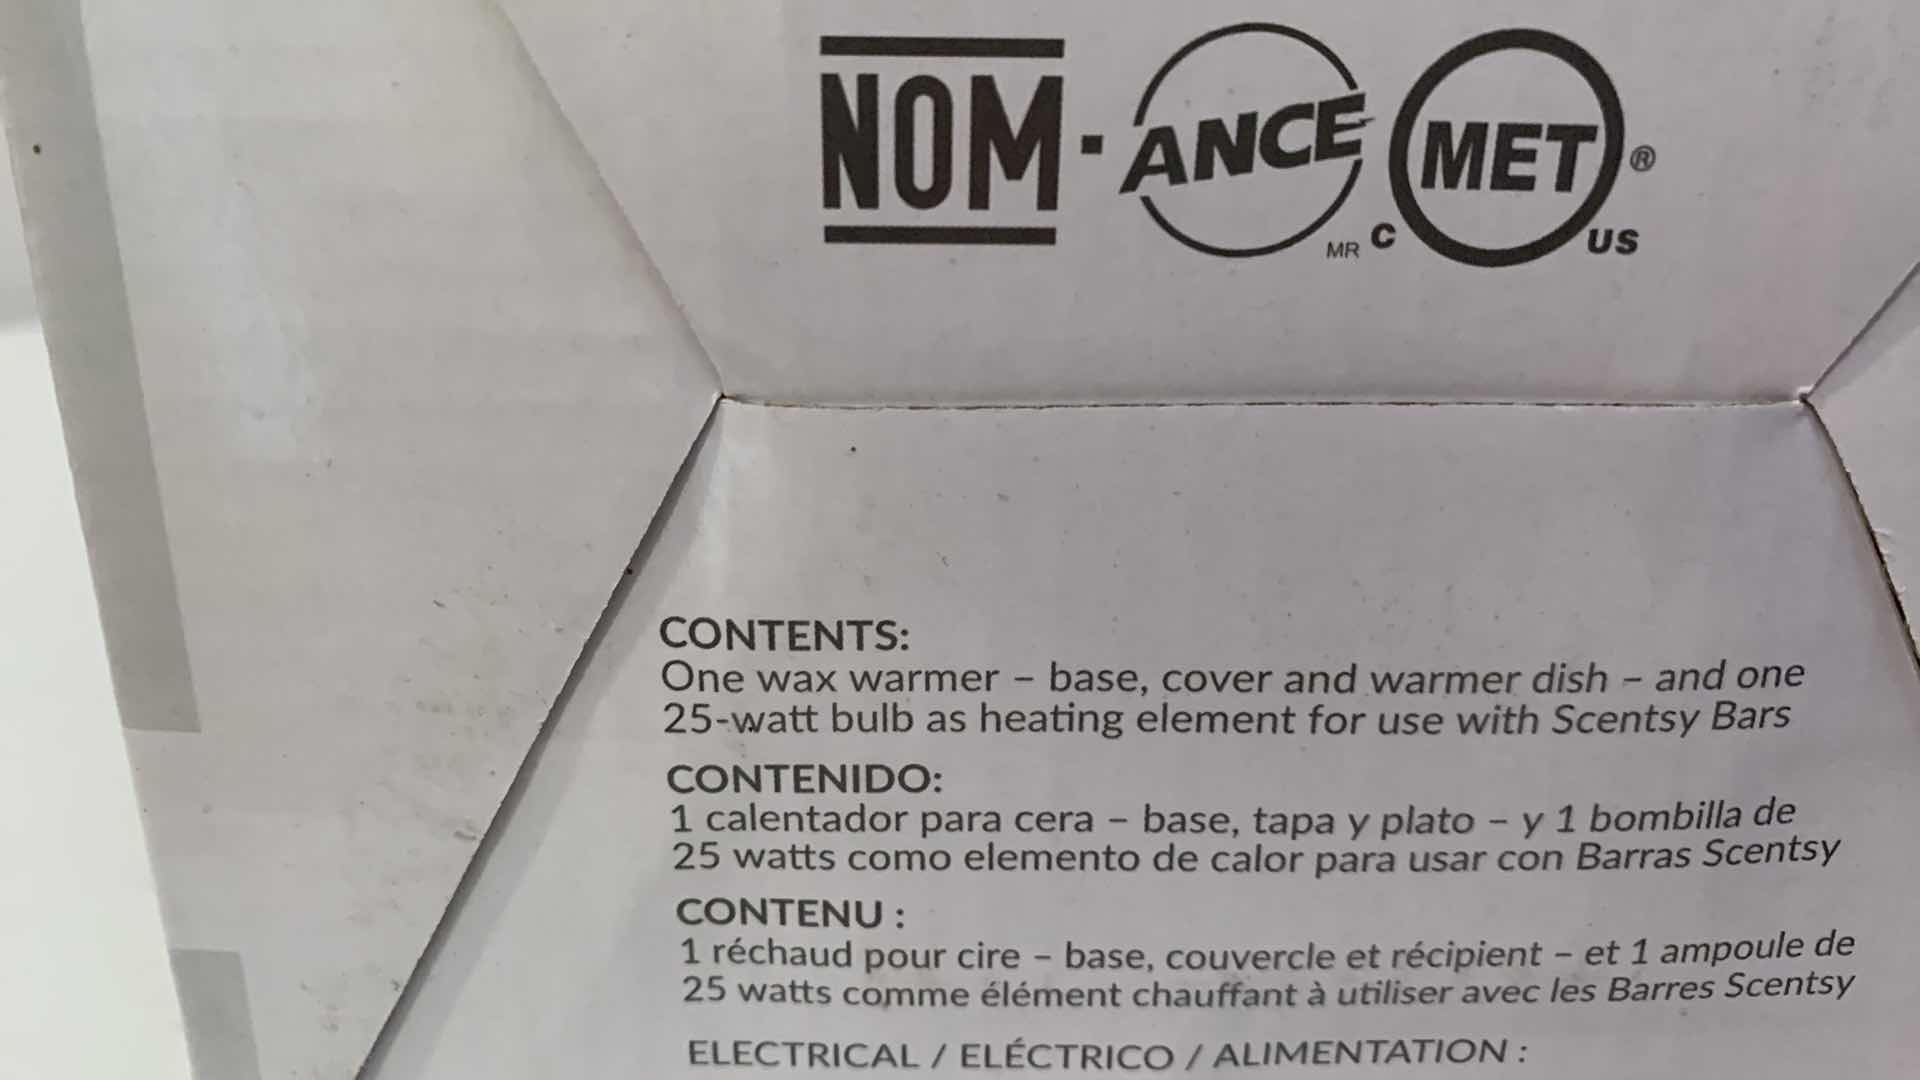 NOM - ANCE MR C MET ® US
CONTENTS:
One wax warmer – base, cover and warmer dish – and one
25-watt bulb as heating element for use with Scentsy Bars
CONTENIDO:
1 calentador para cera – base, tapa y plato – y 1 bombilla de
25 watts como elemento de calor para usar con Barras Scentsy
CONTENU :
1 réchaud pour cire – base, couvercle et récipient – et 1 ampoule de
25 watts comme élément chauffant à utiliser avec les Barres Scentsy
ELECTRICAL / ELÉCTRICO / ALIMENTATION :